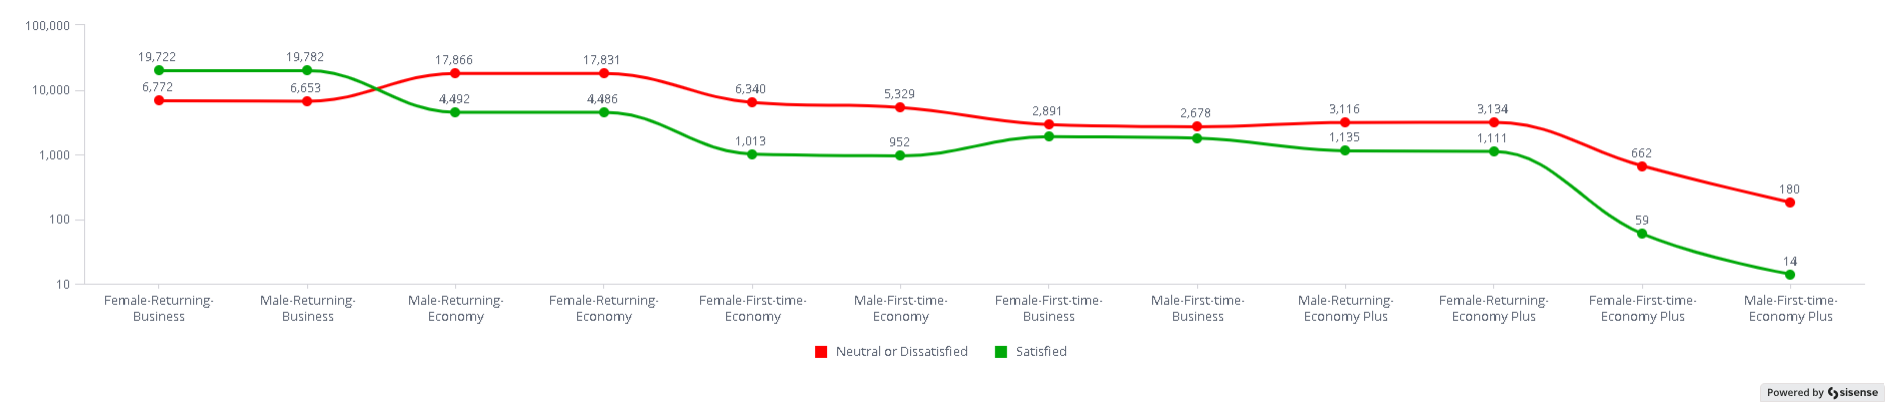 100,000
10,000
1,000
100
10
19,722
19,782
17,866
17,831
6,772
6,653
4,492
4,486
6,340
5,329
1,013
952
2,891
2,678
3,116
3,134
1,135
1,111
662
180
59
14
Female-Returning-
Business
Male-Returning-
Business
Male-Returning-
Economy
Female-Returning-
Economy
Female-First-time-
Economy
Male-First-time-
Economy
Female-First-time-
Business
Male-First-time-
Business
Male-Returning-
Economy Plus
Female-Returning-
Economy Plus
Female-First-time-
Economy Plus
Male-First-time-
Economy Plus
Neutral or Dissatisfied
Satisfied
Powered by sisense